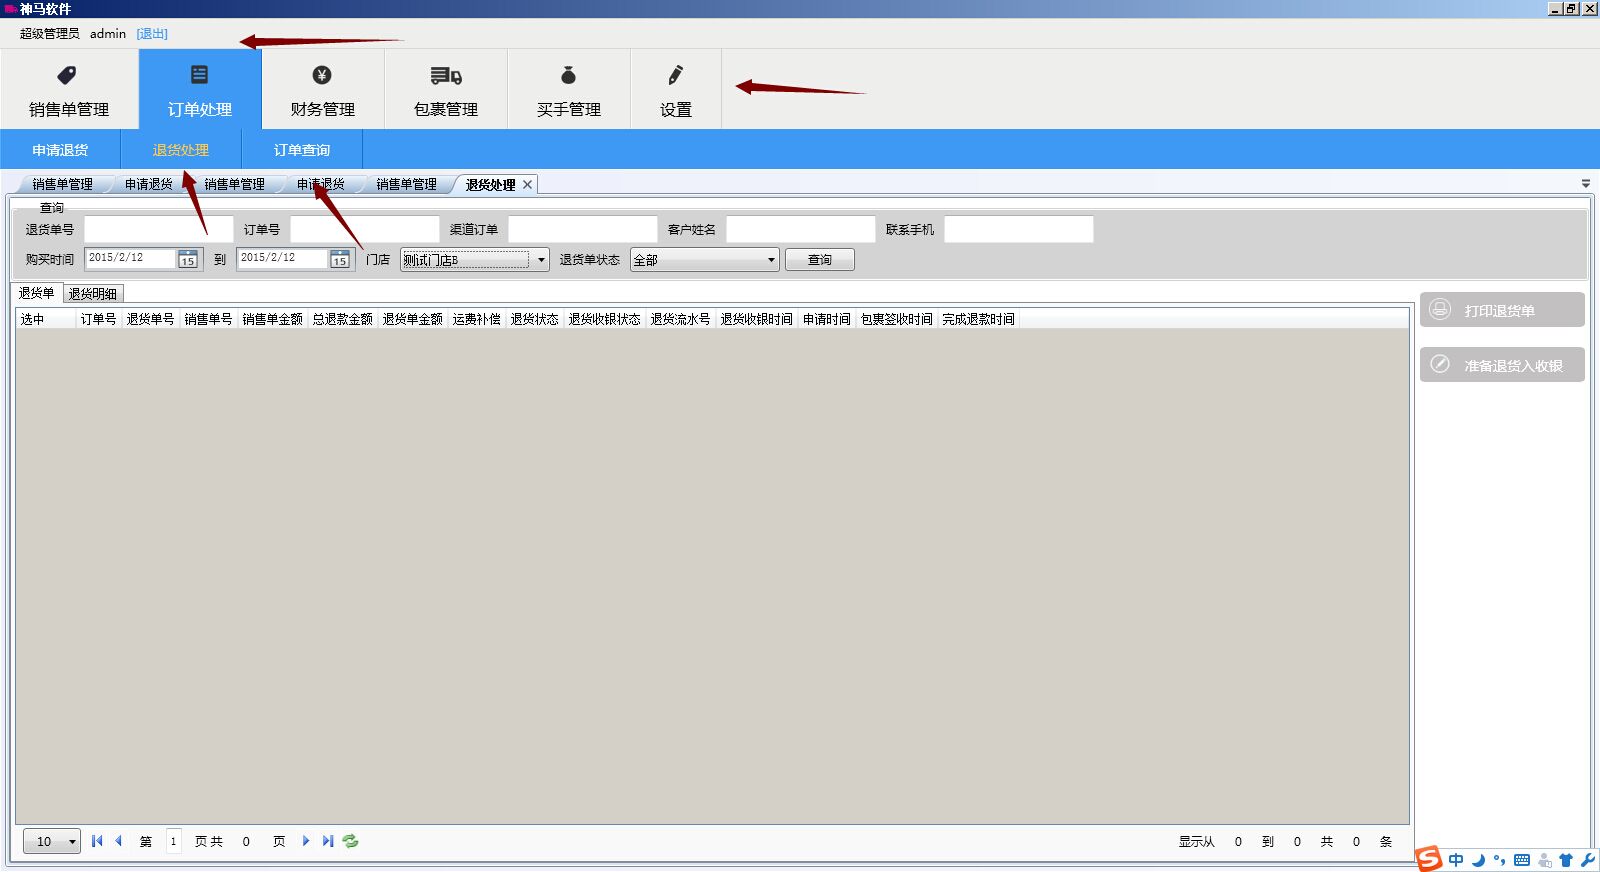 神马软件
超级管理员 admin [退出]
销售单管理 订单处理 财务管理 包裹管理 买手管理 设置
申请退货 退货处理 订单查询
销售单管理 申请退货 销售单管理 申请退货 销售单管理 退货处理
查询
退货单号 订单号 渠道订单 客户姓名 联系手机
购买时间 2015/2/12 15 到 2015/2/12 15 门店 测试门店B 退货单状态 全部 查询
退货单 退货明细
选中 订单号 退货单号 销售单号 销售单金额 总退款金额 退货单金额 运费补偿 退货状态 退货收银状态 退货流水号 退货收银时间 申请时间 包裹签收时间 完成退款时间
打印退货单
准备退货入收银
10 第 1 页 共 0 页 显示从 0 到 0 共 0 条
S 中